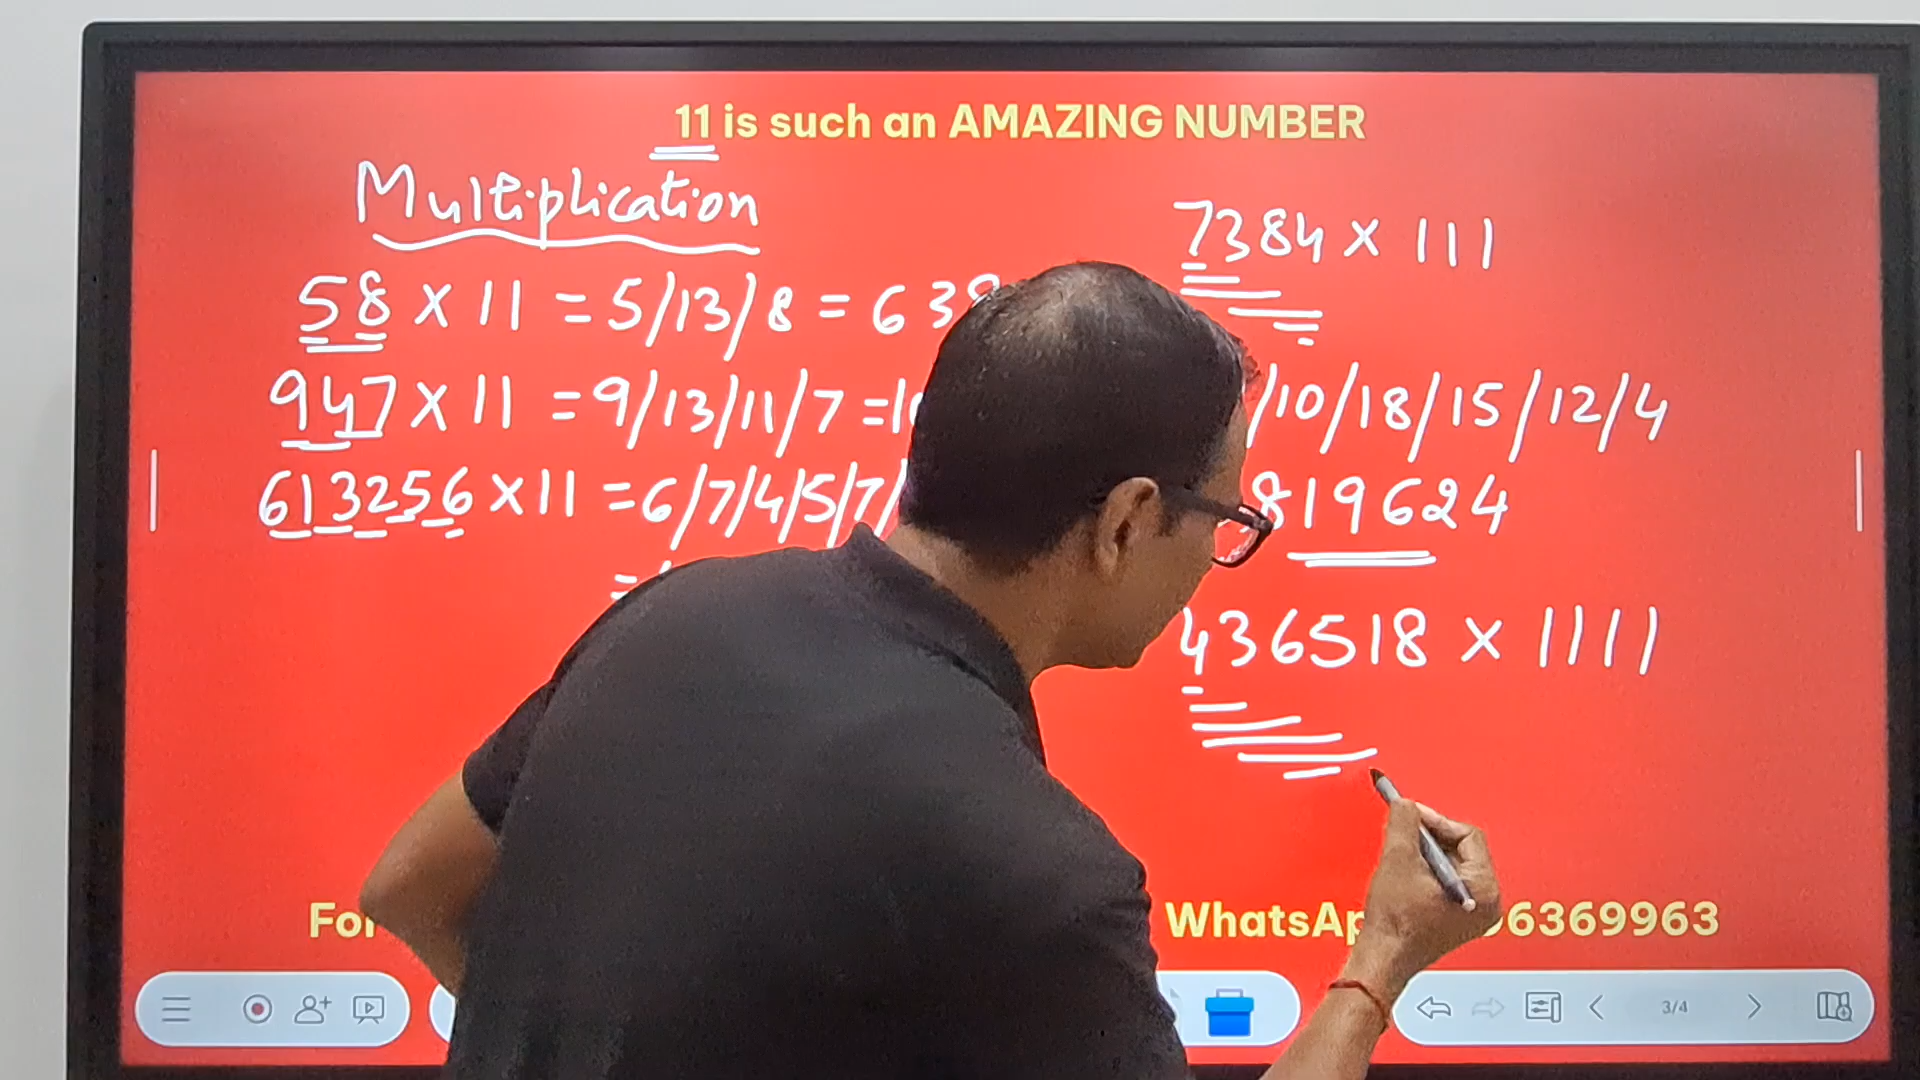 11 is such an AMAZING NUMBER
Multiplication
58 X 11 = 5/13/8 = 638
947 X 11 = 9/13/11/7 =1
613256 X 11 = 6/7/4/5/7/
=
7384 X 111
/10/18/15/12/4
819624
436518 X 1111
WhatsAp 6369963
3/4